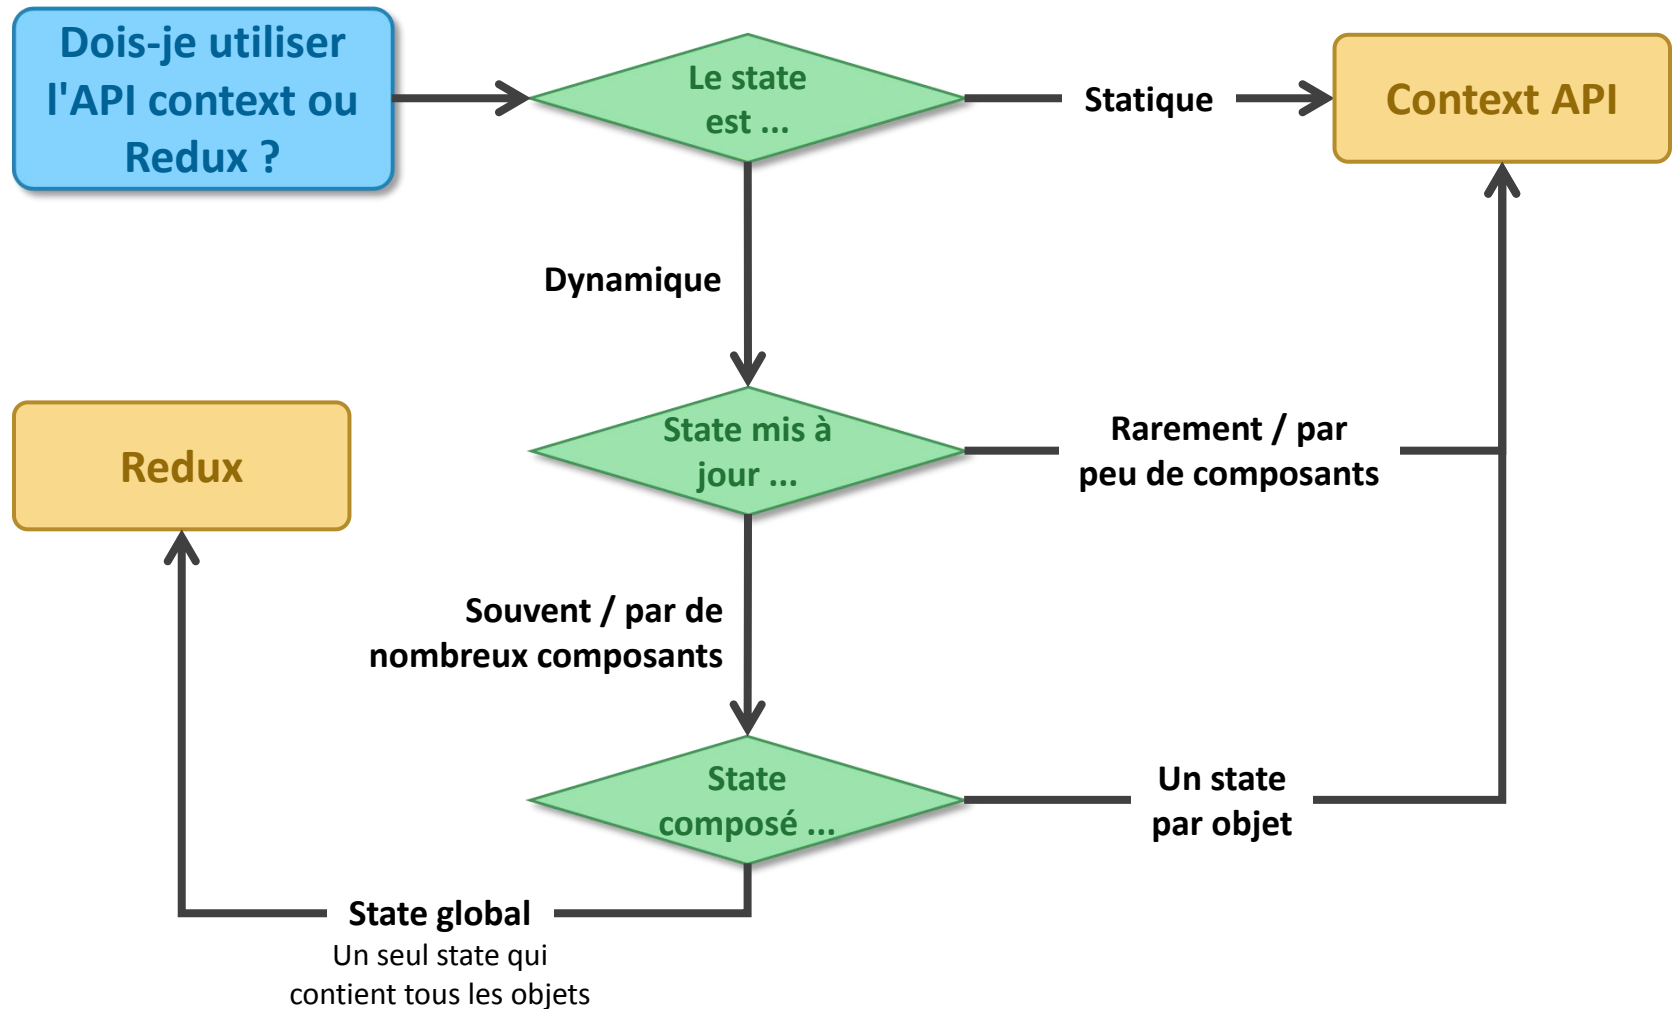 Dois-je utiliser
l'API context ou
Redux ?
Le state
est ...
Statique
Context API
Dynamique
State mis à
jour ...
Rarement / par
peu de composants
Redux
Souvent / par de
nombreux composants
State
composé ...
Un state
par objet
State global
Un seul state qui
contient tous les objets